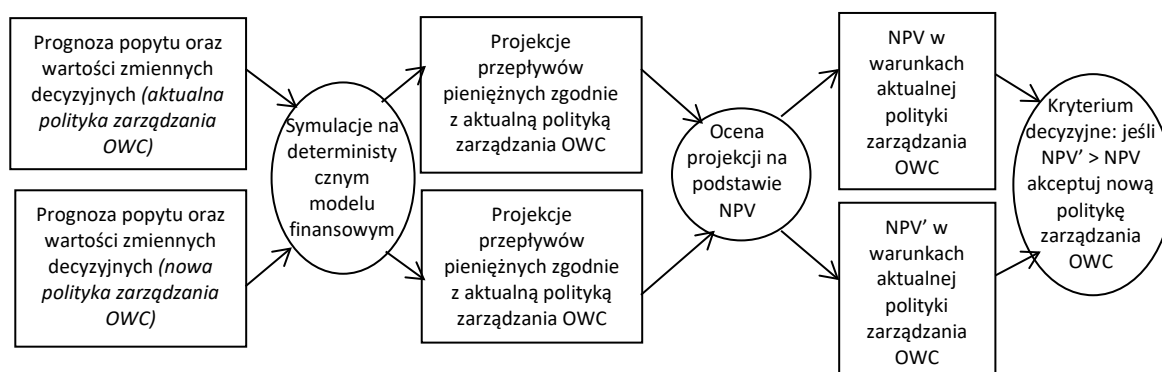 Prognoza popytu oraz
wartości zmiennych
decyzyjnych (aktualna
polityka zarządzania
OWC)
Prognoza popytu oraz
wartości zmiennych
decyzyjnych (nowa
polityka zarządzania
OWC)
Symulacje na
deterministy
cznym
modelu
finansowym
Projekcje
przepływów
pieniężnych zgodnie
z aktualną polityką
zarządzania OWC
Projekcje
przepływów
pieniężnych zgodnie
z aktualną polityką
zarządzania OWC
Ocena
projekcji na
podstawie
NPV
NPV w
warunkach
aktualnej
polityki
zarządzania
OWC
NPV’ w
warunkach
aktualnej
polityki
zarządzania
OWC
Kryterium
decyzyjne: jeśli
NPV’ > NPV
akceptuj nową
politykę
zarządzania
OWC